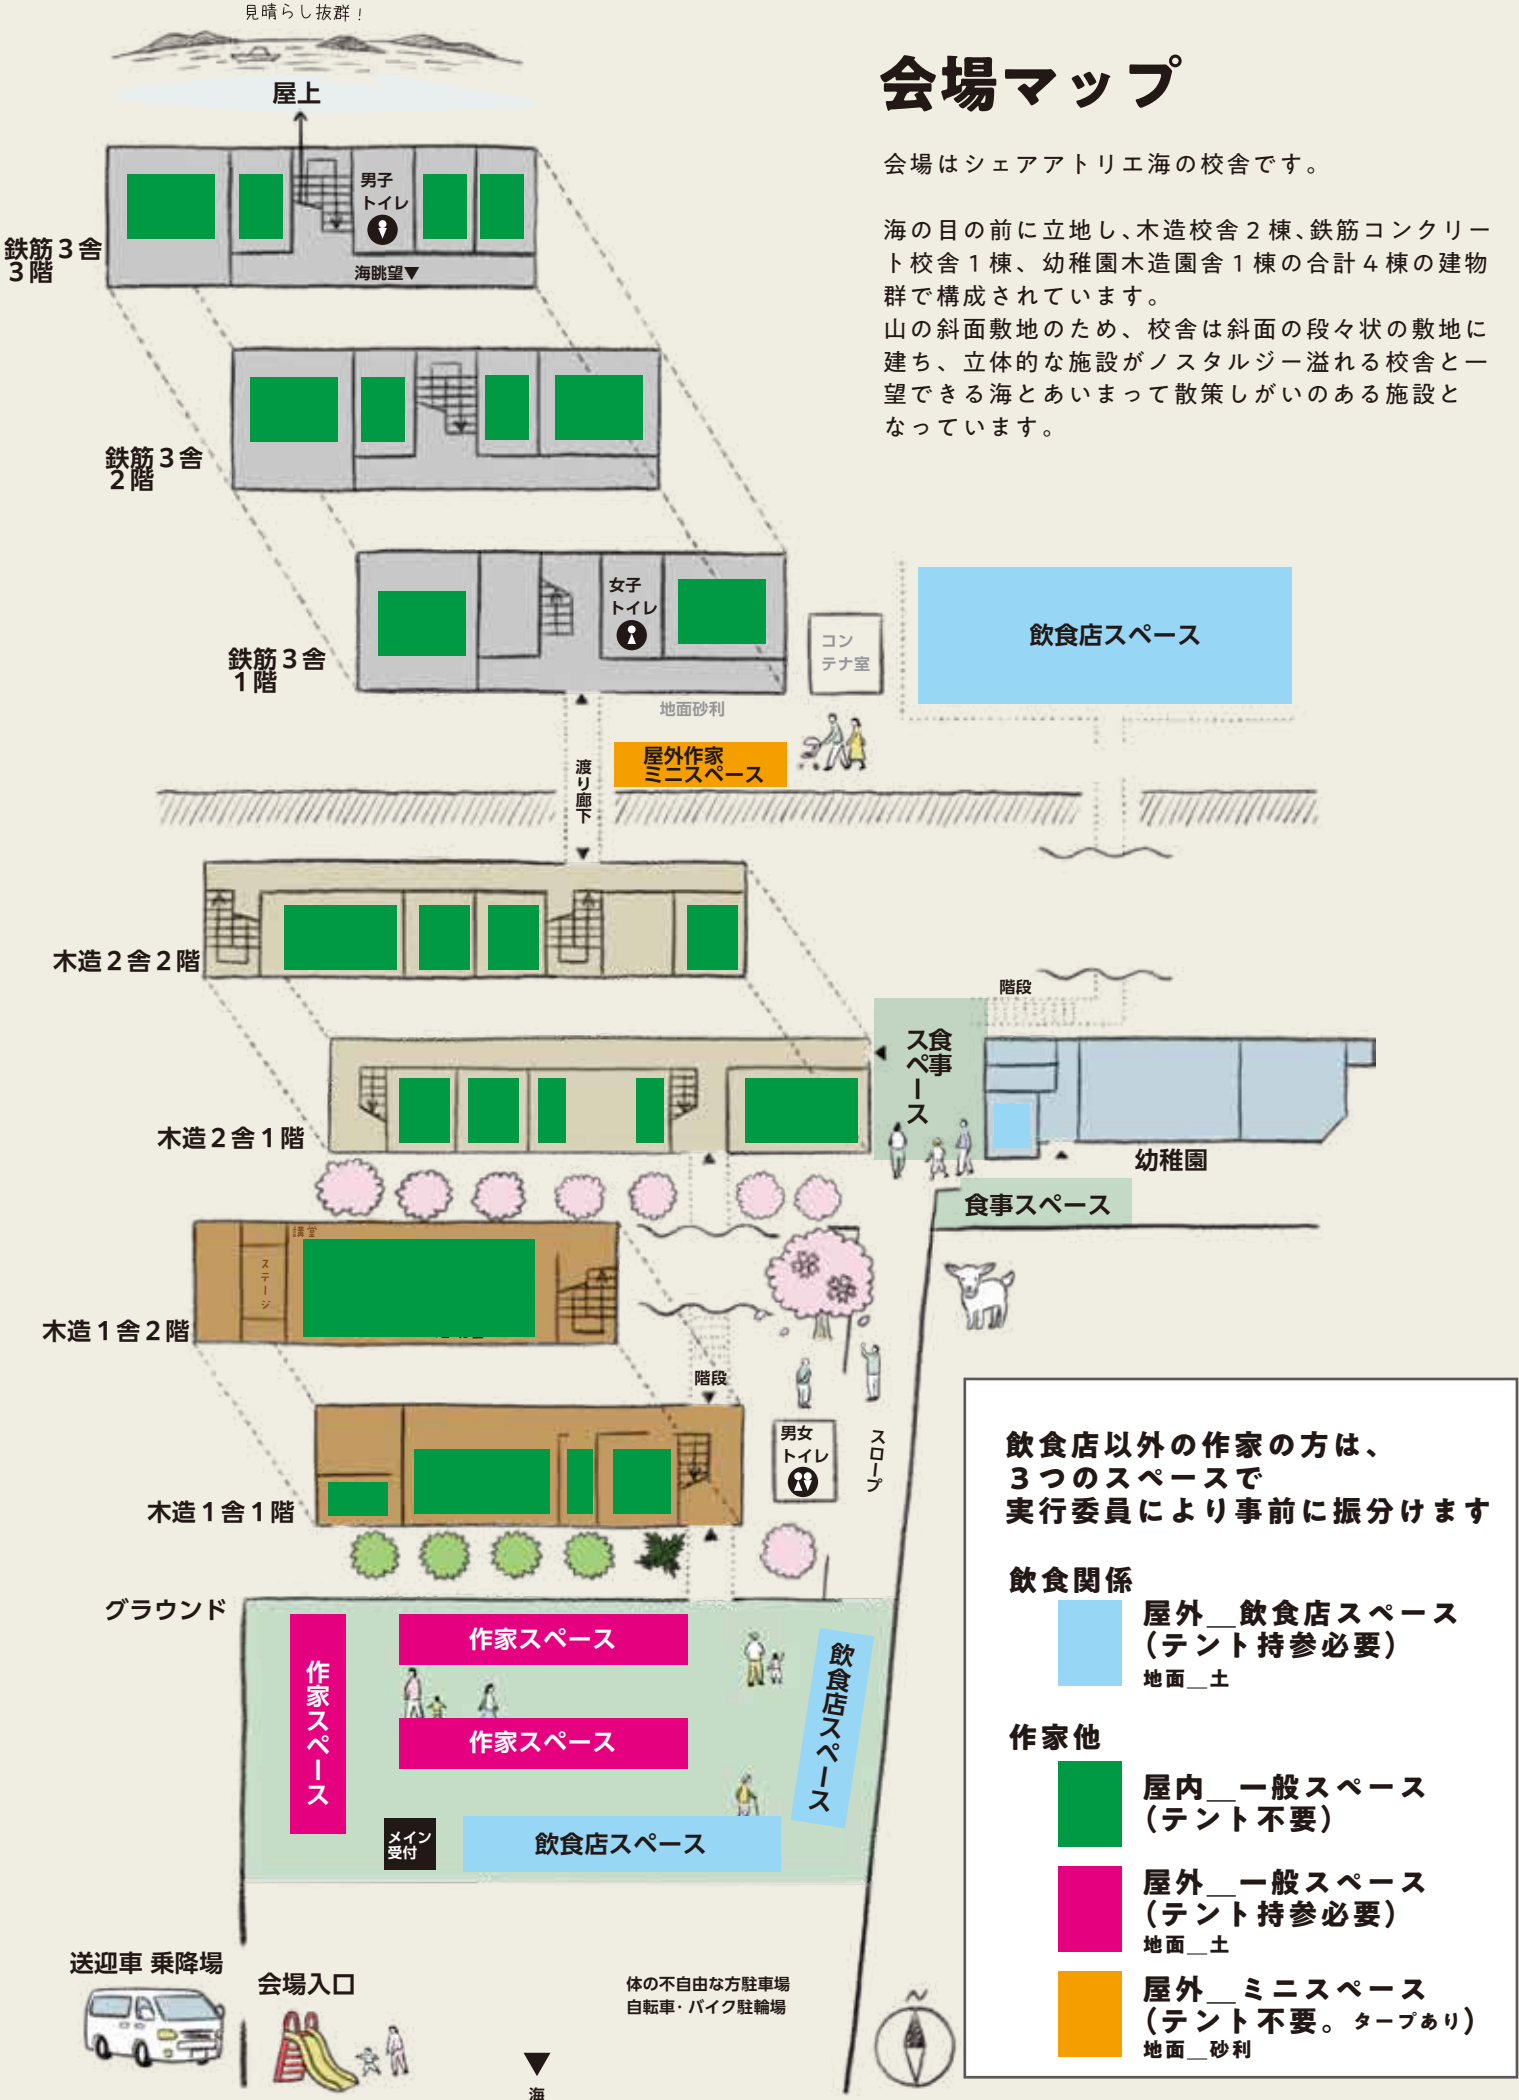 見晴らし抜群！
屋上
会場マップ
会場はシェアアトリエ海の校舎です。
海の目の前に立地し、木造校舎２棟、鉄筋コンクリー
ト校舎１棟、幼稚園木造園舎１棟の合計４棟の建物
群で構成されています。
山の斜面敷地のため、校舎は斜面の段々状の敷地に
建ち、立体的な施設がノスタルジー溢れる校舎と一
望できる海とあいまって散策しがいのある施設と
なっています。
男子
トイレ
海眺望▼
鉄筋３舎
３階
鉄筋３舎
２階
女子
トイレ
鉄筋３舎
１階
コン
テナ室
飲食店スペース
地面砂利
屋外作家
ミニスペース
渡り廊下
木造２舎２階
階段
食事
スペース
木造２舎１階
幼稚園
食事スペース
講堂
ステージ
木造１舎２階
階段
男女
トイレ
スロープ
木造１舎１階
グラウンド
作家スペース
作家スペース
作家スペース
飲食店スペース
メイン
受付
飲食店スペース
送迎車 乗降場
会場入口
体の不自由な方駐車場
自転車・バイク駐輪場
▼
海
飲食店以外の作家の方は、
３つのスペースで
実行委員により事前に振分けます
飲食関係
屋外＿飲食店スペース
（テント持参必要）
地面＿土
作家他
屋内＿一般スペース
（テント不要）
屋外＿一般スペース
（テント持参必要）
地面＿土
屋外＿ミニスペース
（テント不要。タープあり）
地面＿砂利